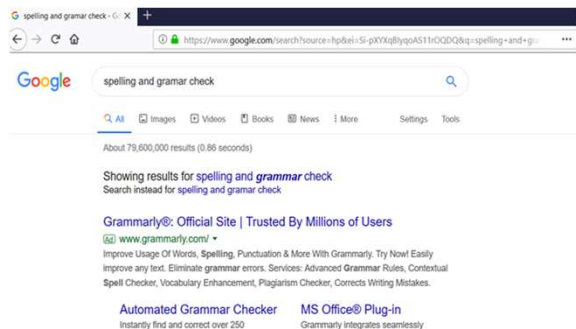 spelling and gramar check - G
https://www.google.com/search?source=hp&ei=Si-pXYXqBIyqoAS11rOQDQ&q=spelling+and+gra
Google
spelling and gramar check
All Images Videos Books News More Settings Tools
About 79,600,000 results (0.86 seconds)
Showing results for spelling and grammar check
Search instead for spelling and gramar check
Grammarly®: Official Site | Trusted By Millions of Users
Ad www.grammarly.com/
Improve Usage Of Words, Spelling, Punctuation & More With Grammarly. Try Now! Easily
improve any text. Eliminate grammar errors. Services: Advanced Grammar Rules, Contextual
Spell Checker, Vocabulary Enhancement, Plagiarism Checker, Corrects Writing Mistakes.
Automated Grammar Checker MS Office® Plug-in
Instantly find and correct over 250 Grammarly integrates seamlessly